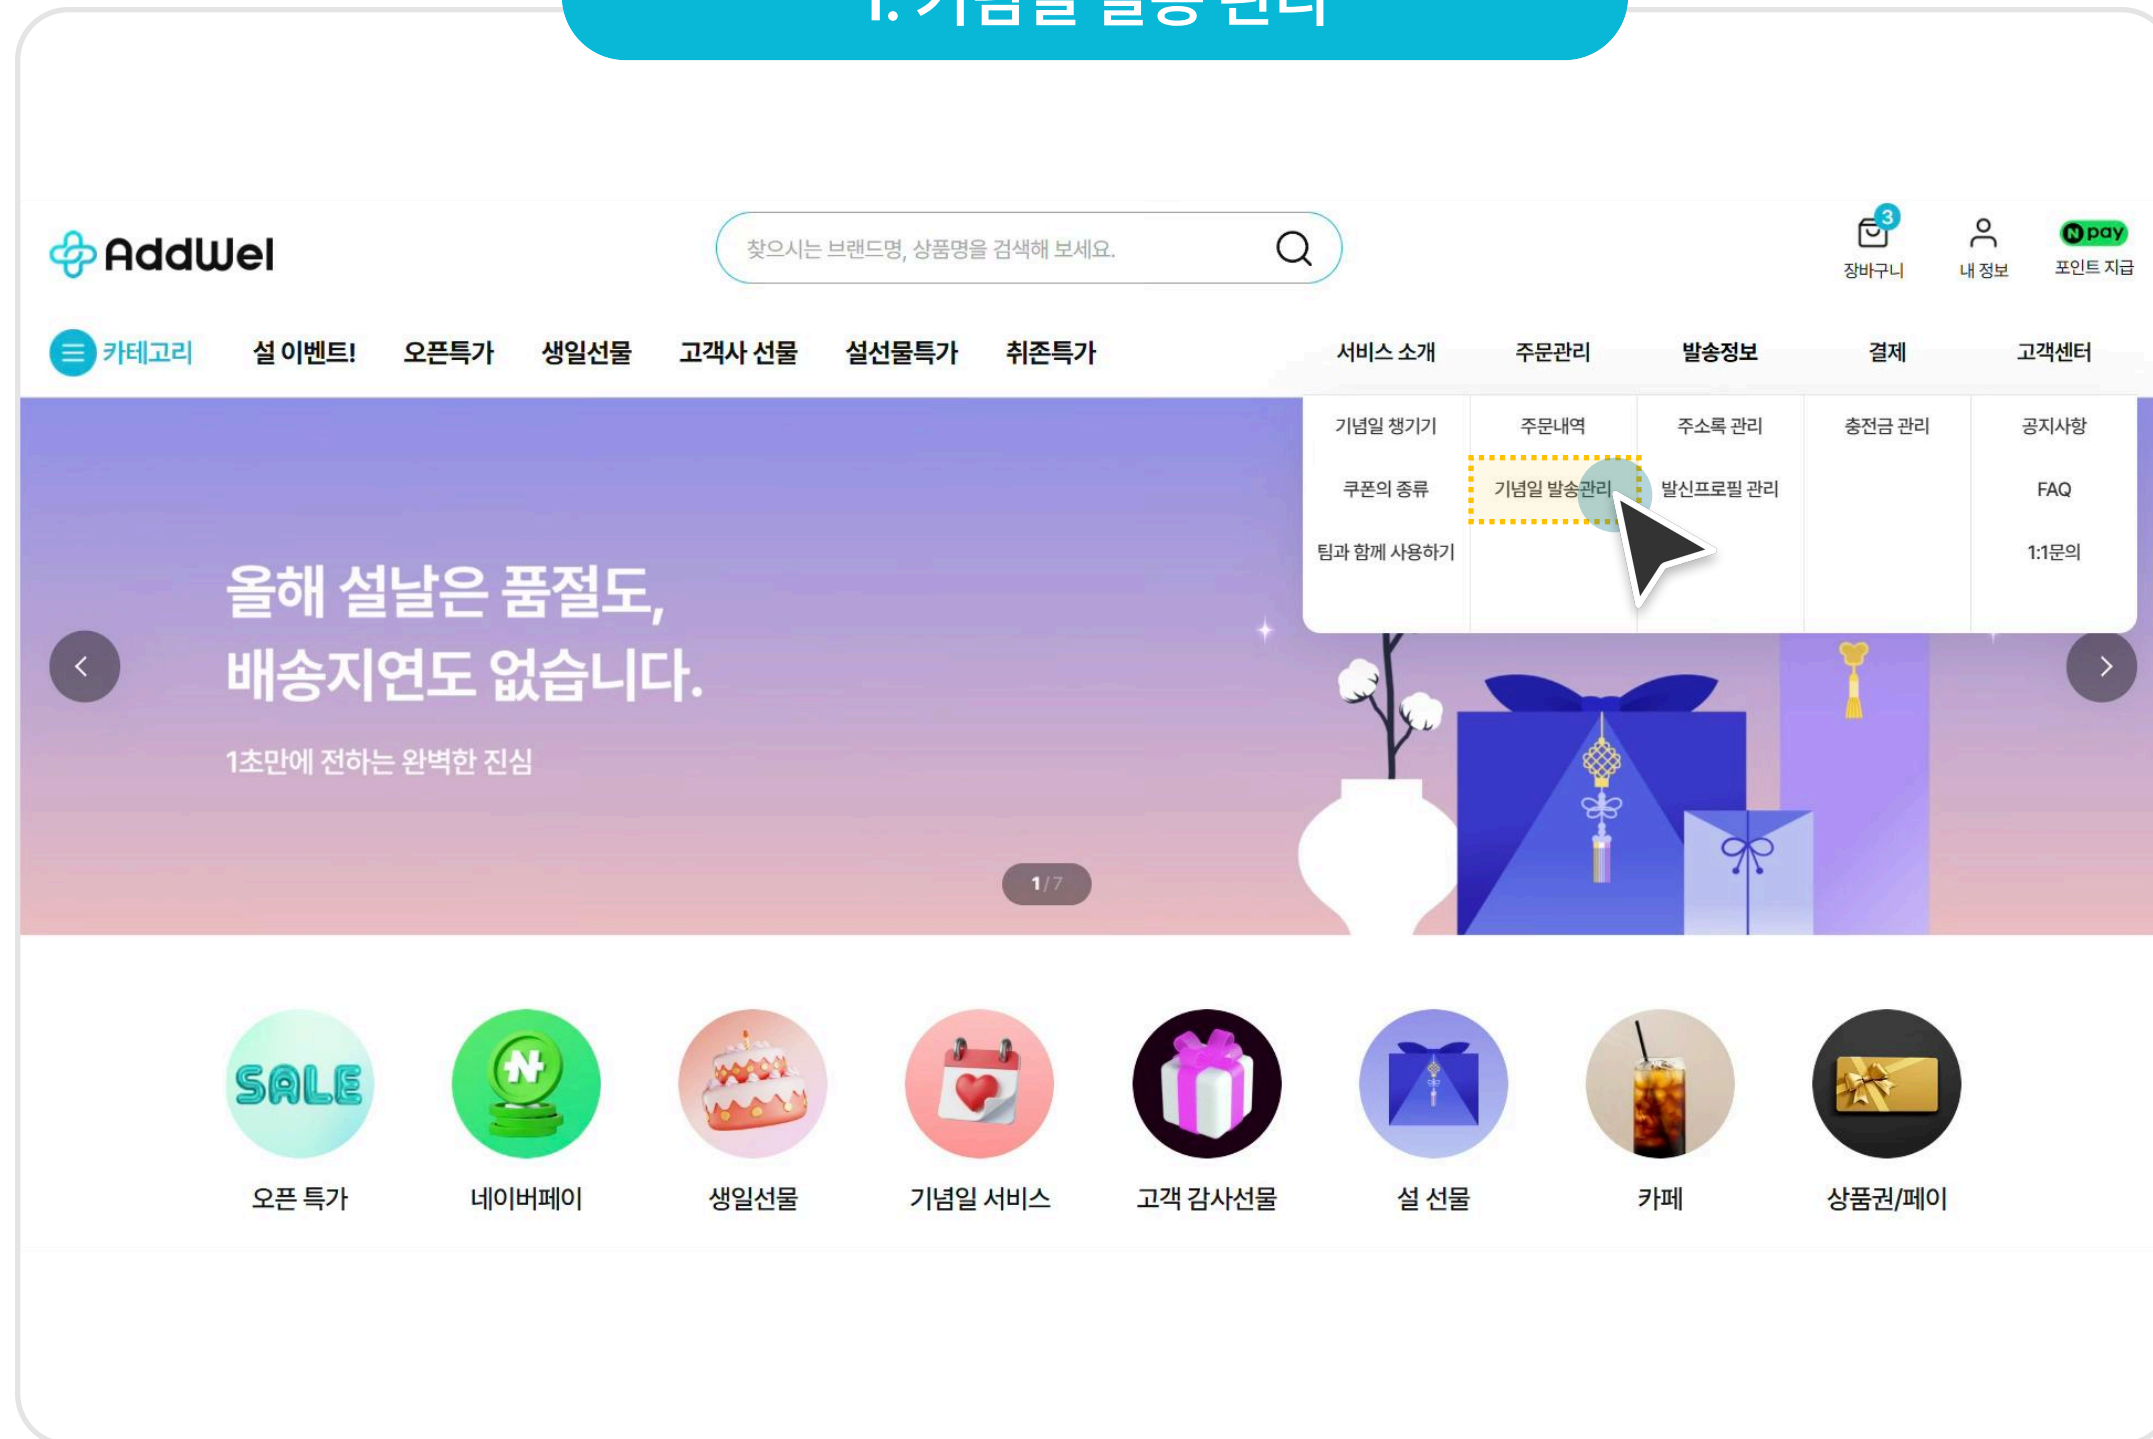 1. 기념일 발송 관리
AddWel
찾으시는 브랜드명, 상품명을 검색해 보세요.
3
장바구니
내 정보
N pay
포인트 지급
카테고리
설 이벤트!
오픈특가
생일선물
고객사 선물
설선물특가
취존특가
서비스 소개
주문관리
발송정보
결제
고객센터
기념일 챙기기
주문내역
주소록 관리
충전금 관리
공지사항
쿠폰의 종류
기념일 발송관리
발신프로필 관리
FAQ
팀과 함께 사용하기
1:1문의
올해 설날은 품절도,
배송지연도 없습니다.
1초만에 전하는 완벽한 진심
1/7
SALE
오픈 특가
네이버페이
생일선물
기념일 서비스
고객 감사선물
설 선물
카페
상품권/페이